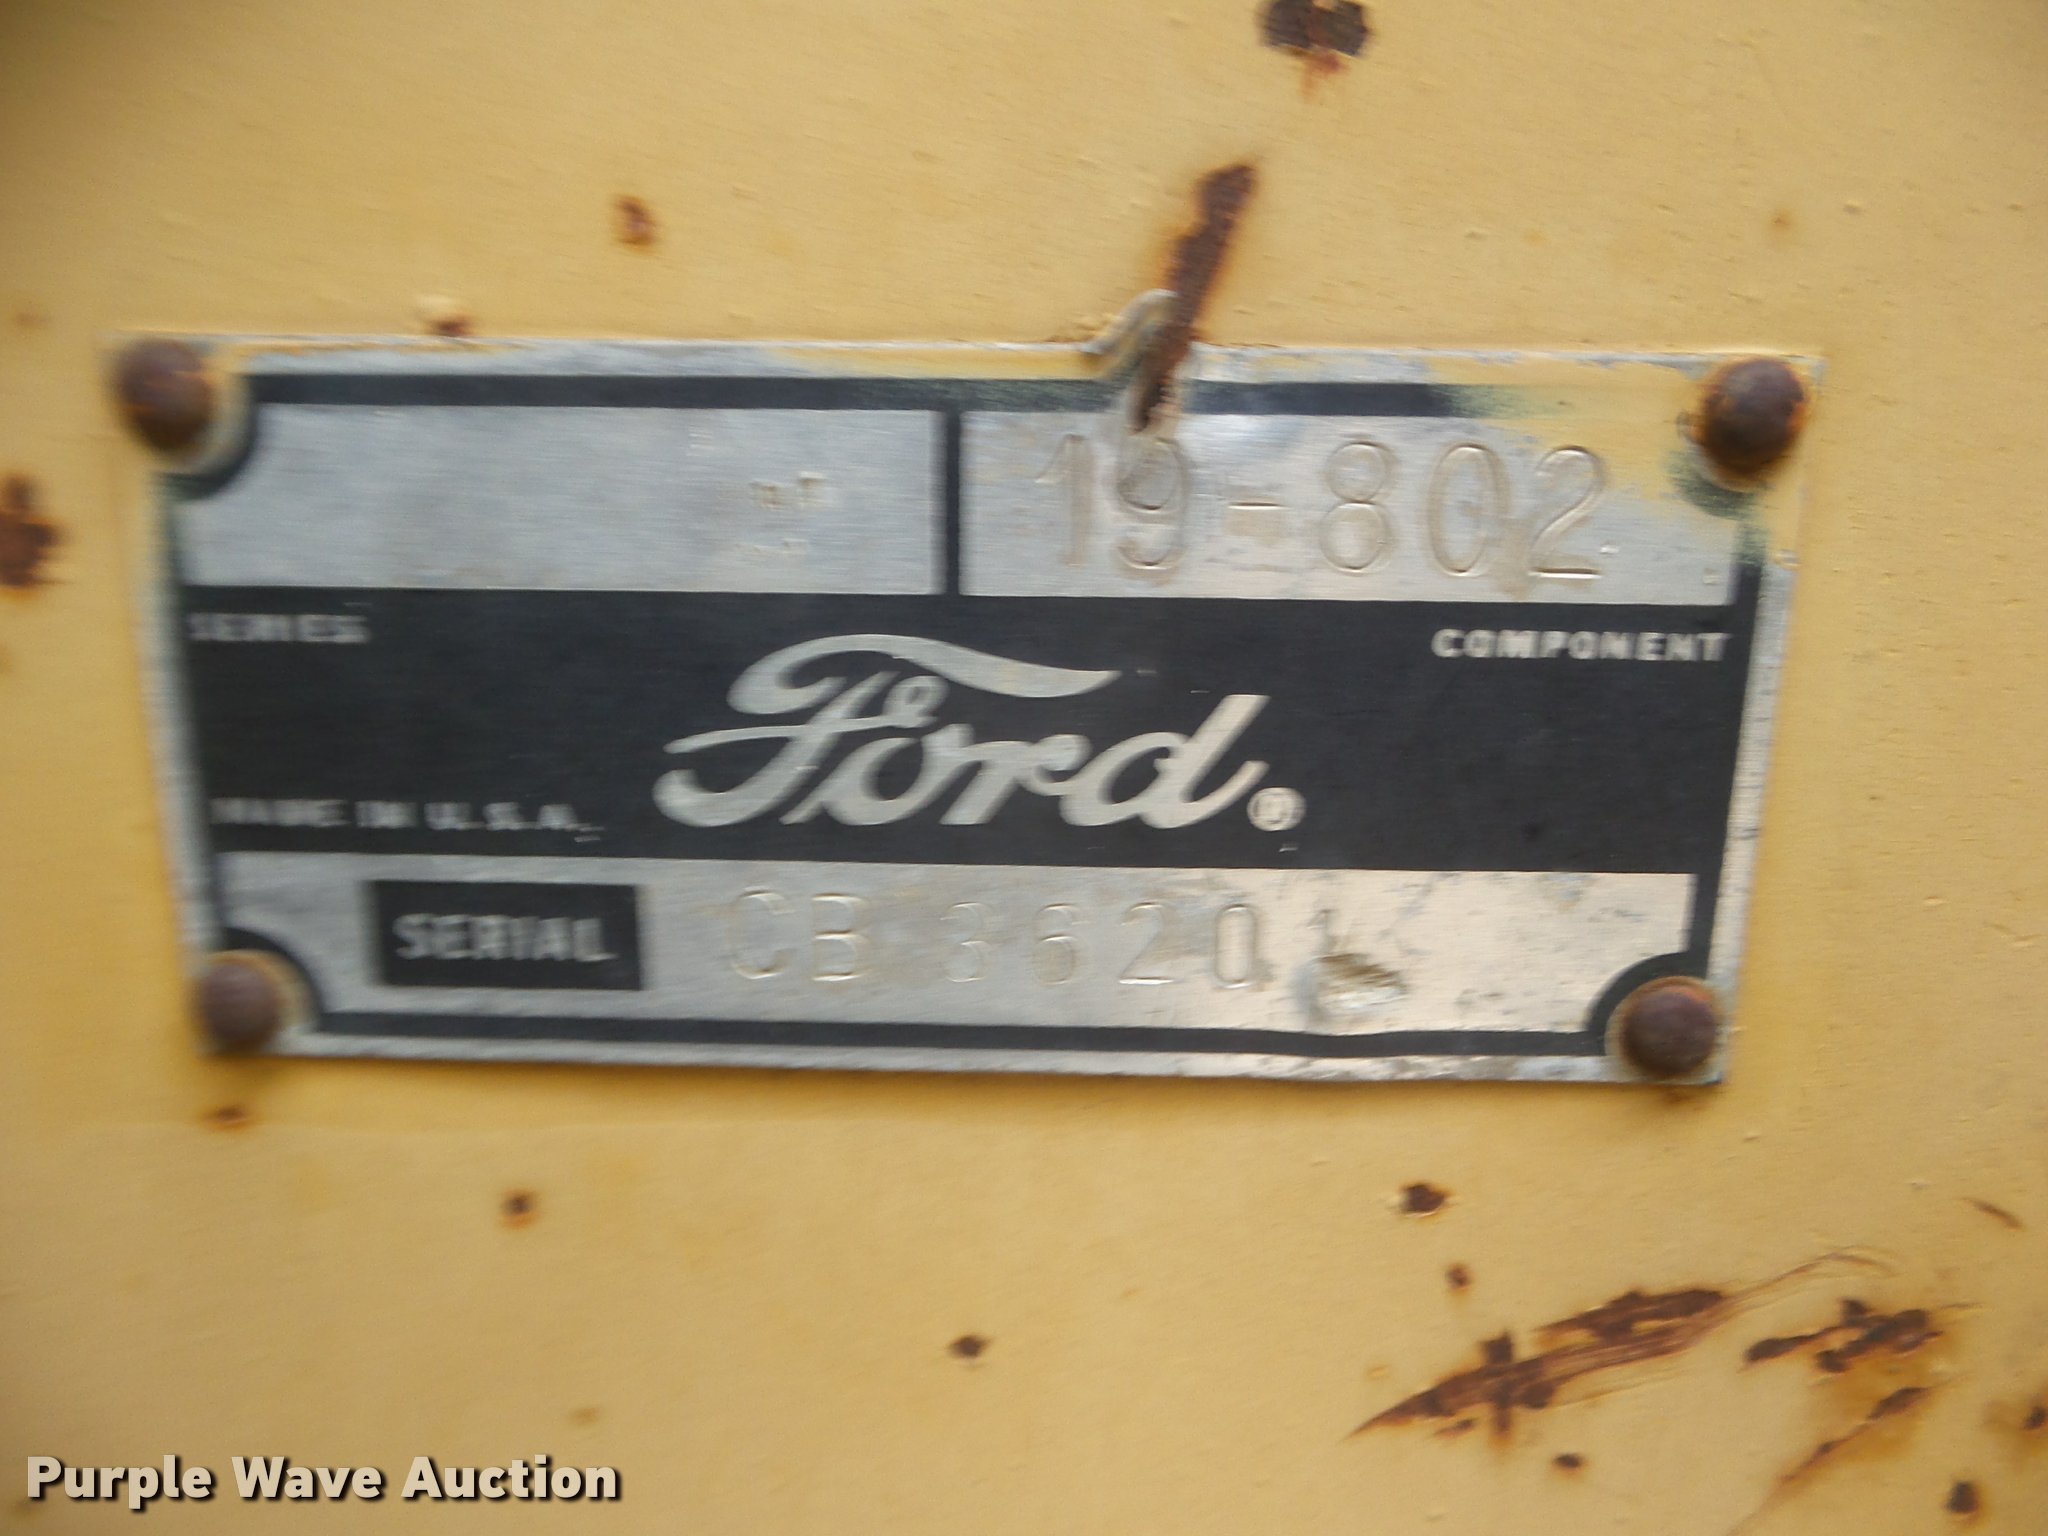 19-802
SERIES
COMPONENT
Ford®
MADE IN U.S.A.
SERIAL CB 3620
Purple Wave Auction